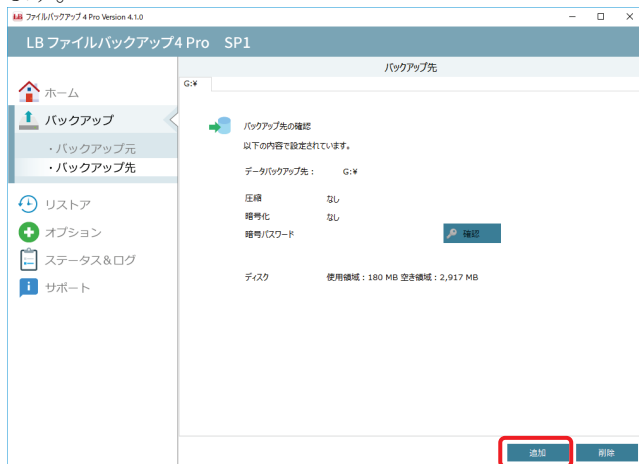 LB ファイルバックアップ 4 Pro Version 4.1.0
LB ファイルバックアップ4 Pro SP1
ホーム
バックアップ
・バックアップ元
・バックアップ先
リストア
オプション
ステータス&ログ
サポート
バックアップ先
G:¥
バックアップ先の確認
以下の内容で設定されています。
データバックアップ先： G:¥
圧縮 なし
暗号化 なし
暗号パスワード 確認
ディスク 使用領域：180 MB 空き領域：2,917 MB
追加 削除